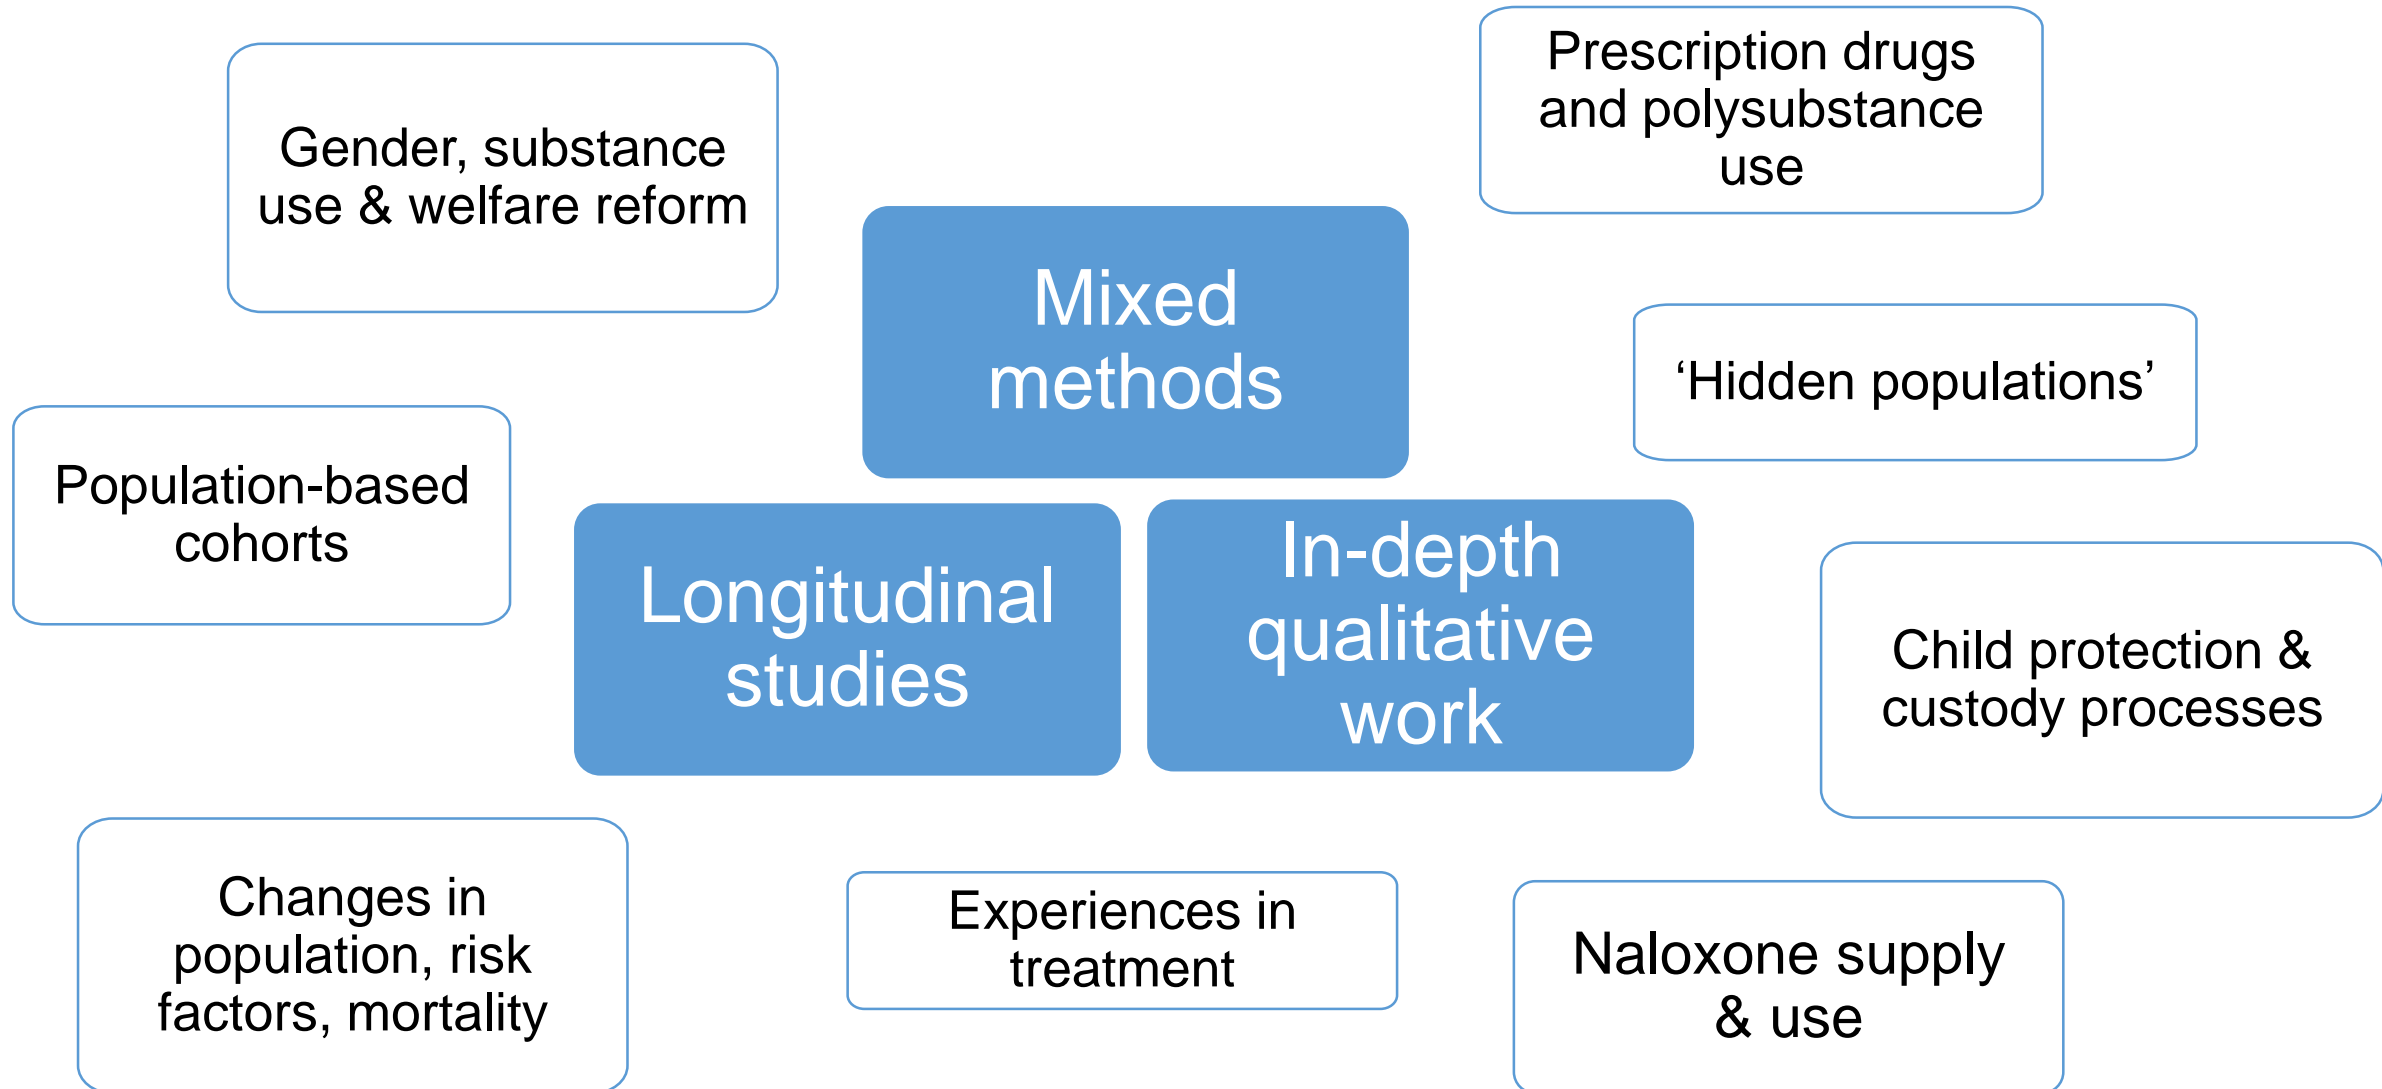 Gender, substance
use & welfare reform
Prescription drugs
and polysubstance
use
Mixed
methods
‘Hidden populations’
Population-based
cohorts
Longitudinal
studies
In-depth
qualitative
work
Child protection &
custody processes
Changes in
population, risk
factors, mortality
Experiences in
treatment
Naloxone supply
& use